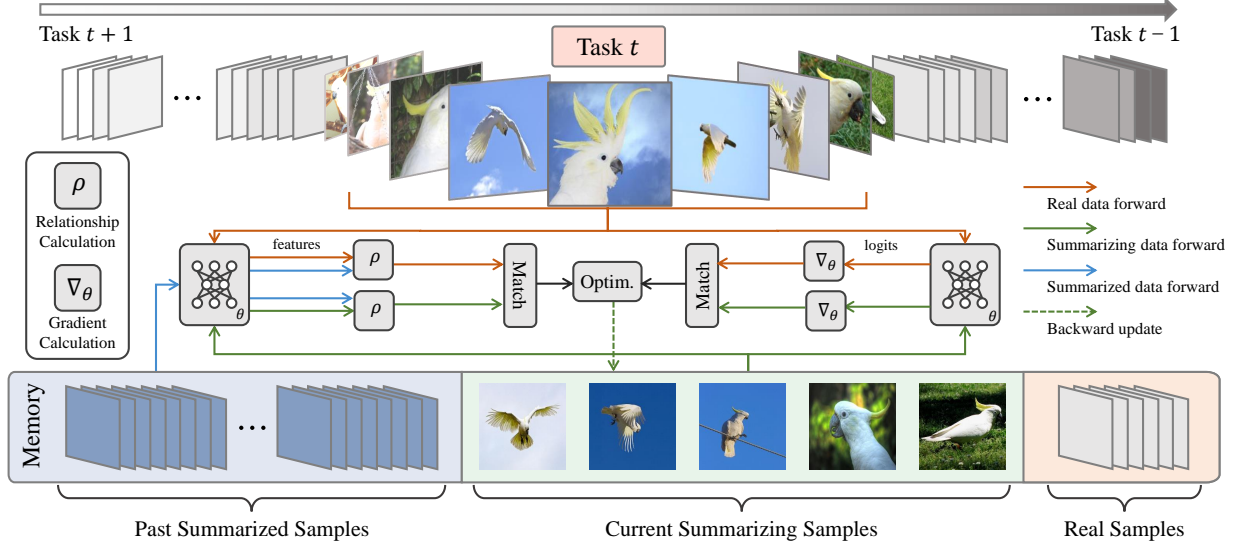 Task t + 1
Task t
Task t − 1
...
...
ρ
Relationship
Calculation
∇θ
Gradient
Calculation
features
ρ
ρ
θ
Match
Optim.
Match
logits
∇θ
∇θ
θ
Real data forward
Summarizing data forward
Summarized data forward
Backward update
Memory
...
Past Summarized Samples
Current Summarizing Samples
Real Samples